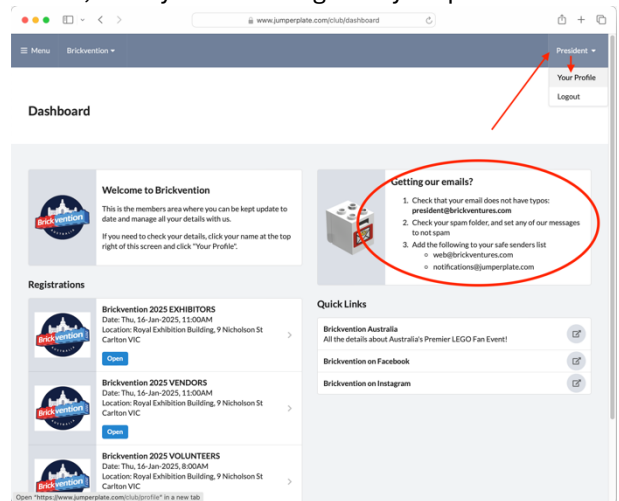 www.jumperplate.com/club/dashboard
Menu Brickvention President
Your Profile
Logout
Dashboard
Brickvention
AUSTRALIA
Welcome to Brickvention
This is the members area where you can be kept update to
date and manage all your details with us.
If you need to check your details, click your name at the top
right of this screen and click "Your Profile".
Getting our emails?
1. Check that your email does not have typos:
president@brickventures.com
2. Check your spam folder, and set any of our messages
to not spam
3. Add the following to your safe senders list
web@brickventures.com
notifications@jumperplate.com
Registrations
Brickvention
AUSTRALIA
Brickvention 2025 EXHIBITORS
Date: Thu, 16-Jan-2025, 11:00AM
Location: Royal Exhibition Building, 9 Nicholson St
Carlton VIC
Open
Brickvention
AUSTRALIA
Brickvention 2025 VENDORS
Date: Thu, 16-Jan-2025, 11:00AM
Location: Royal Exhibition Building, 9 Nicholson St
Carlton VIC
Open
Brickvention
Brickvention 2025 VOLUNTEERS
Date: Thu, 16-Jan-2025, 8:00AM
Location: Royal Exhibition Building, 9 Nicholson St
Carlton VIC
Quick Links
Brickvention Australia
All the details about Australia's Premier LEGO Fan Event!
Brickvention on Facebook
Brickvention on Instagram
Open "https://www.jumperplate.com/club/profile" in a new tab